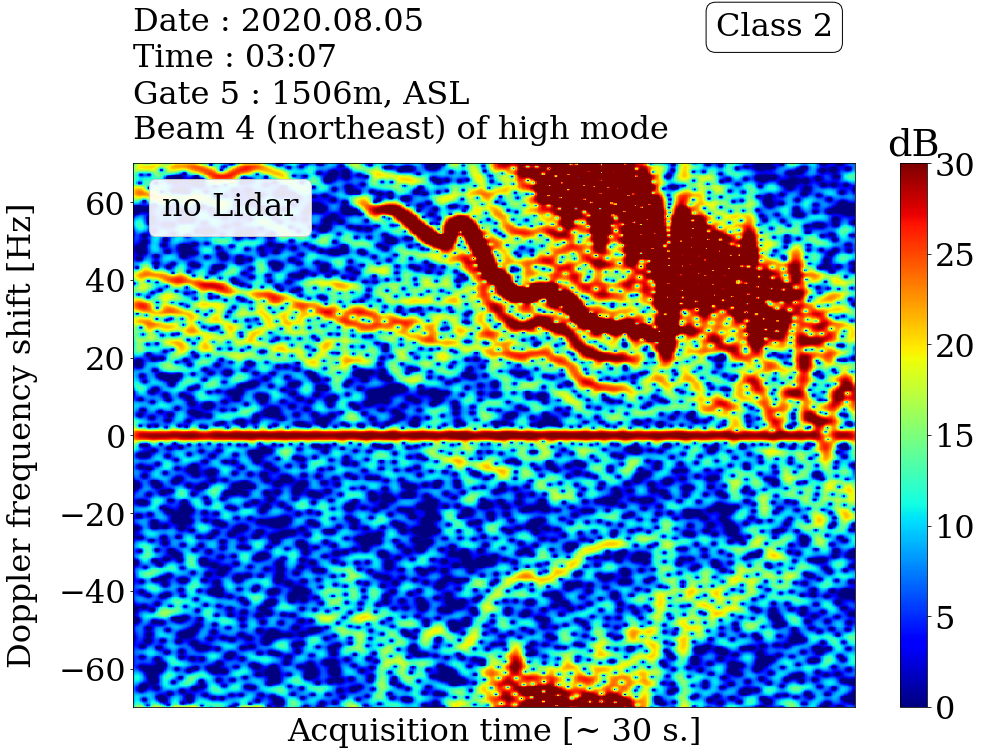 Date : 2020.08.05
Time : 03:07
Gate 5 : 1506m, ASL
Beam 4 (northeast) of high mode
Class 2
dB
no Lidar
Doppler frequency shift [Hz]
60
40
20
0
−20
−40
−60
Acquisition time [~ 30 s.]
30
25
20
15
10
5
0